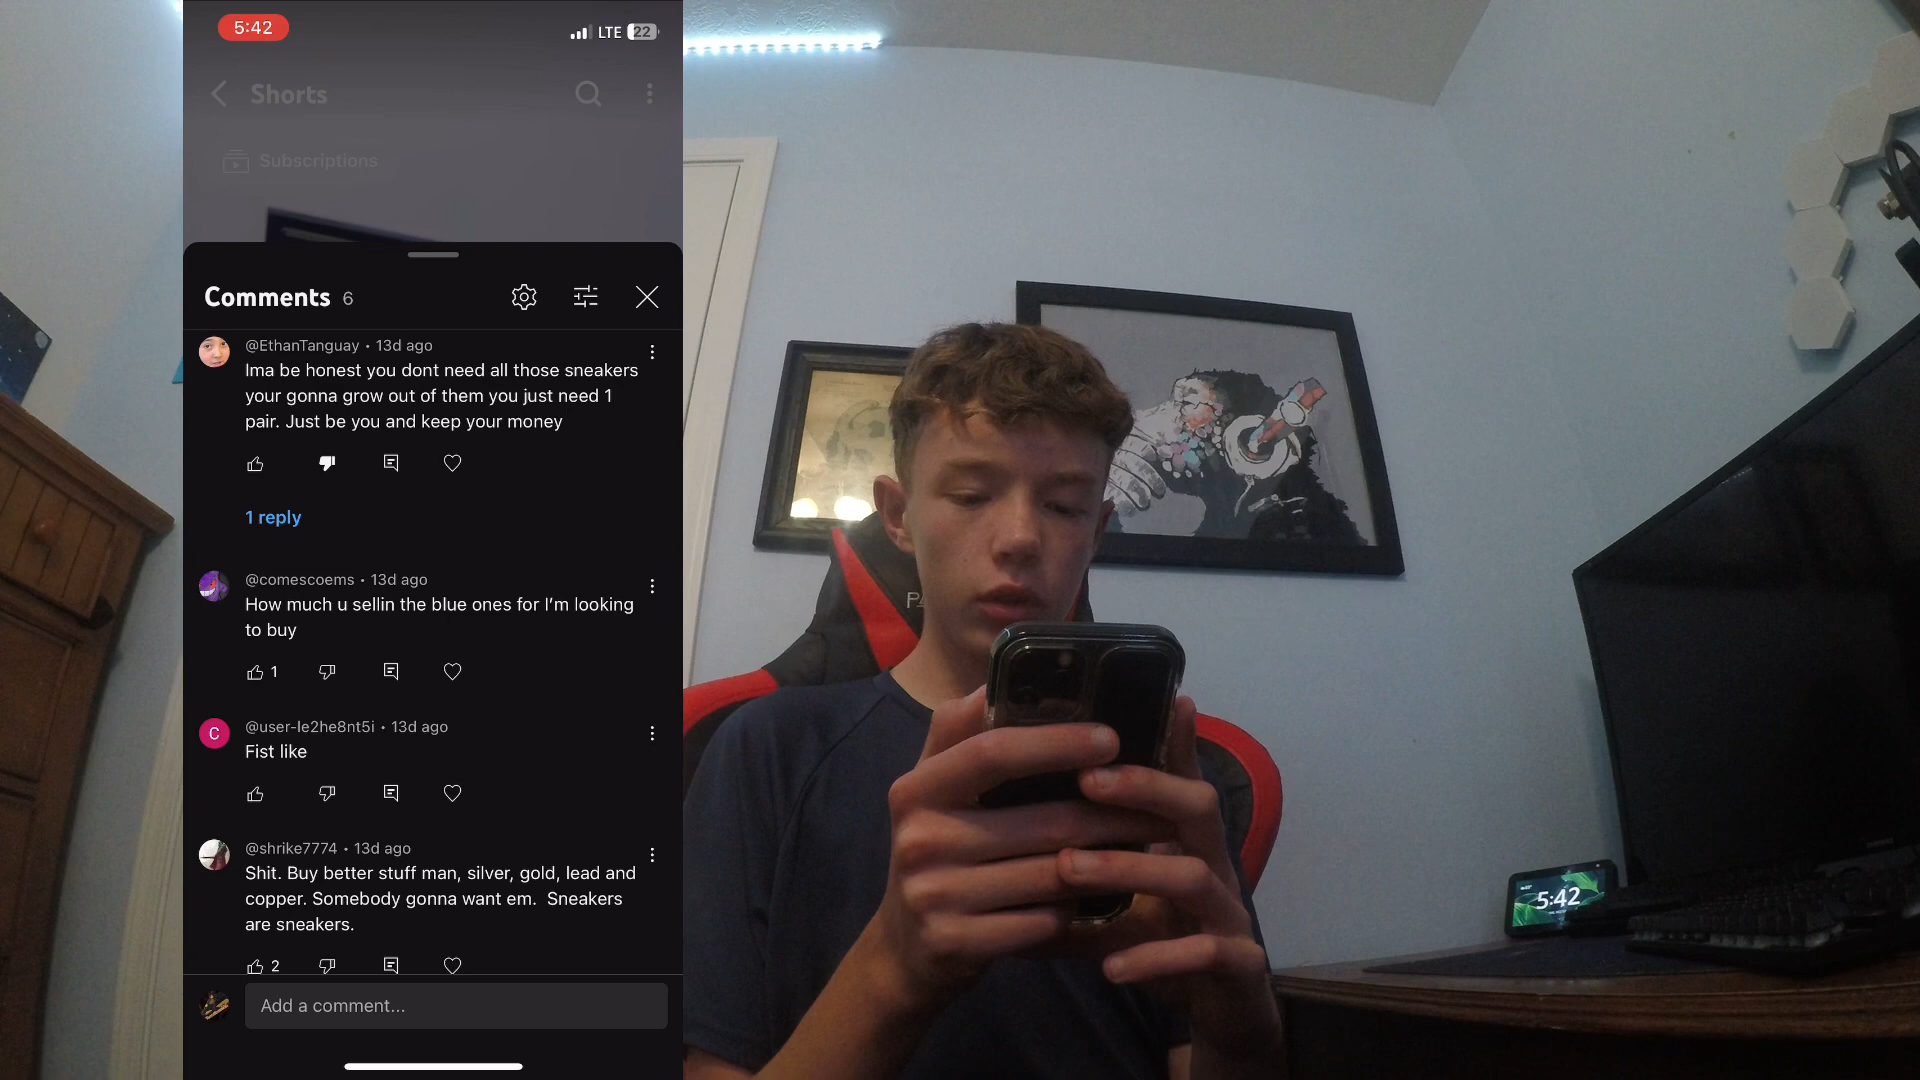 5:42
LTE 22
Shorts
Subscriptions
Comments 6
@EthanTanguay • 13d ago
Ima be honest you dont need all those sneakers
your gonna grow out of them you just need 1
pair. Just be you and keep your money
1 reply
@comescoems • 13d ago
How much u sellin the blue ones for I’m looking
to buy
1
C
@user-le2he8nt5i • 13d ago
Fist like
@shrike7774 • 13d ago
Shit. Buy better stuff man, silver, gold, lead and
copper. Somebody gonna want em.  Sneakers
are sneakers.
2
Add a comment...
5:42